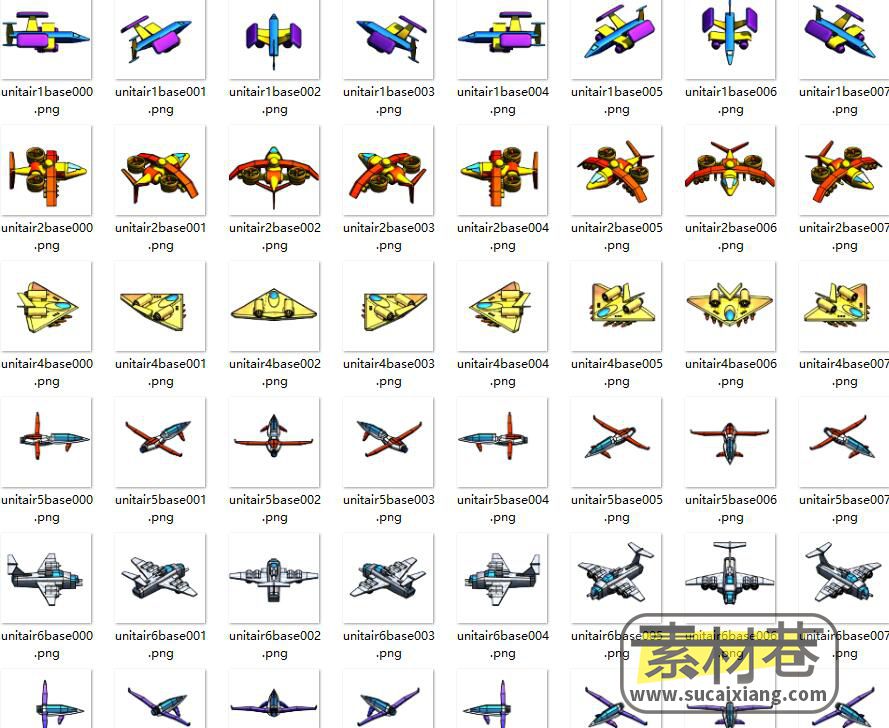 unitair1base000 unitair1base001 unitair1base002 unitair1base003 unitair1base004 unitair1base005 unitair1base006 unitair1base007
.png .png .png .png .png .png .png .png
unitair2base000 unitair2base001 unitair2base002 unitair2base003 unitair2base004 unitair2base005 unitair2base006 unitair2base007
.png .png .png .png .png .png .png .png
unitair4base000 unitair4base001 unitair4base002 unitair4base003 unitair4base004 unitair4base005 unitair4base006 unitair4base007
.png .png .png .png .png .png .png .png
unitair5base000 unitair5base001 unitair5base002 unitair5base003 unitair5base004 unitair5base005 unitair5base006 unitair5base007
.png .png .png .png .png .png .png .png
unitair6base000 unitair6base001 unitair6base002 unitair6base003 unitair6base004 unitair6base005 unitair6base006 unitair6base007
.png .png .png .png .png .png .png .png
素材巷
www.sucaixiang.com